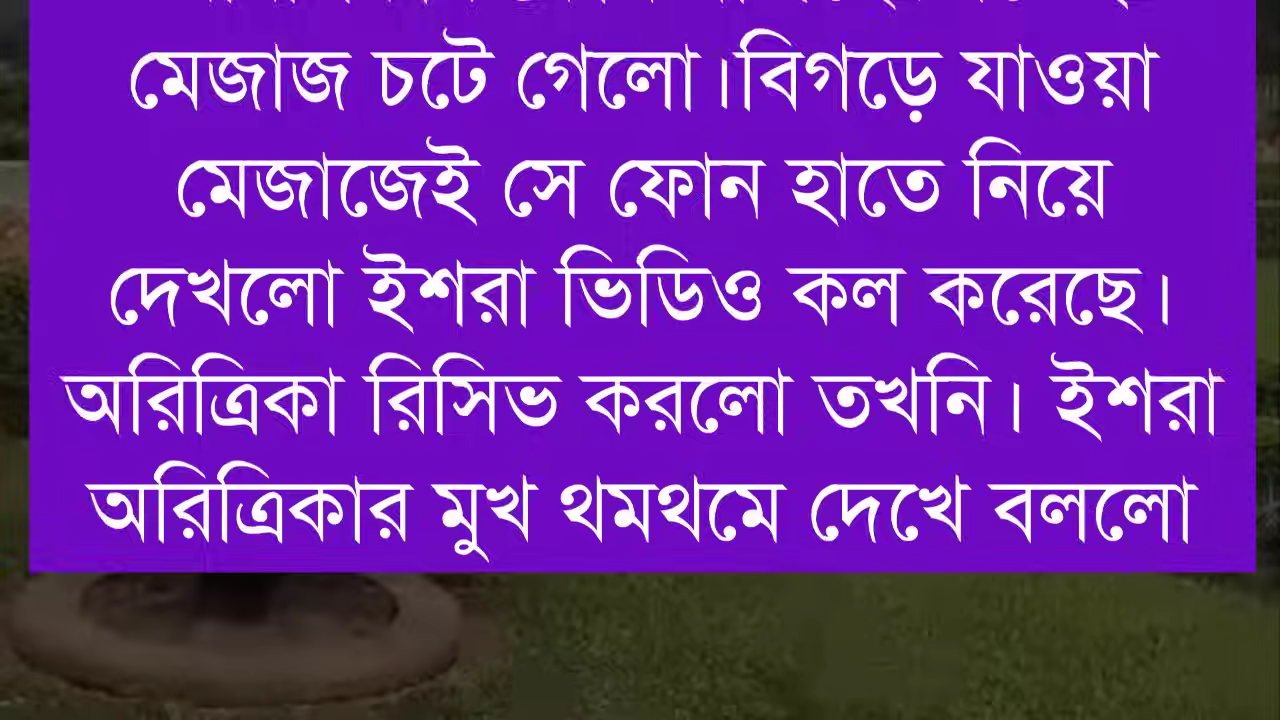 মেজাজ চটে গেলো।বিগড়ে যাওয়া
মেজাজেই সে ফোন হাতে নিয়ে
দেখলো ইশরা ভিডিও কল করেছে।
অরিত্রিকা রিসিভ করলো তখনি। ইশরা
অরিত্রিকার মুখ থমথমে দেখে বললো